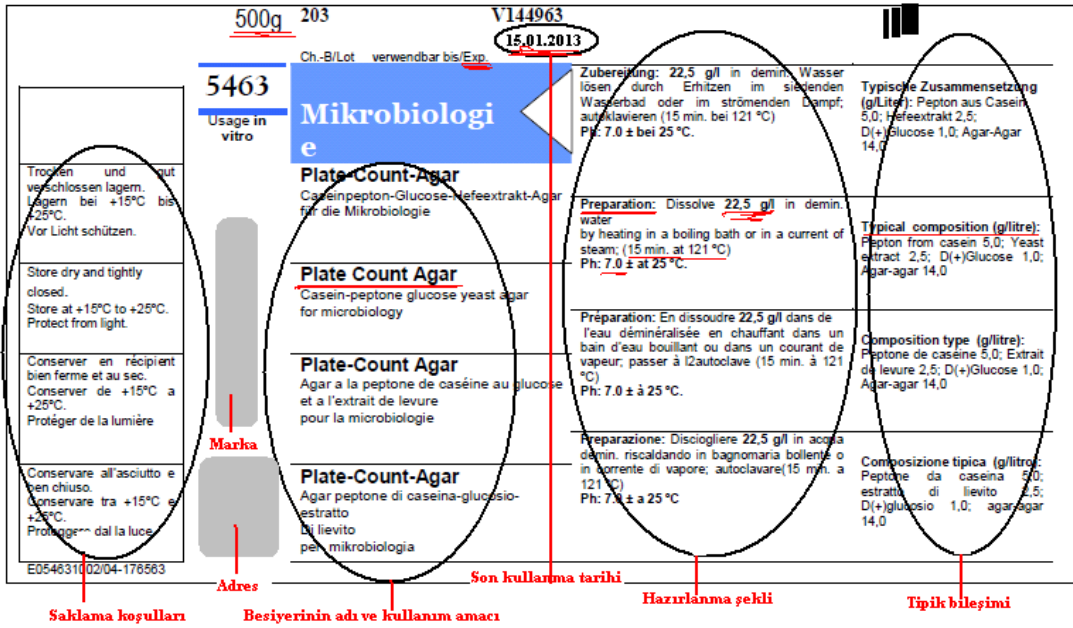 500g 203 V144963
15.01.2013
Ch.-B/Lot verwendbar bis/Exp.
5463
Usage in
vitro
Mikrobiologi
e
Trocken und gut
verschlossen lagern.
Lagern bei +15°C bis
+25°C.
Vor Licht schützen.
Store dry and tightly
closed.
Store at +15°C to +25°C.
Protect from light.
Conserver en récipient
bien ferme et au sec.
Conserver de +15°C a
+25°C.
Protéger de la lumière
Conservare all'asciutto e
ben chiuso.
Conservare tra +15°C e
+25°C.
Proteggere dal la luce
E054631002/04-176563
Plate-Count-Agar
Caseinpepton-Glucose-Hefeextrakt-Agar
für die Mikrobiologie
Plate Count Agar
Casein-peptone glucose yeast agar
for microbiology
Plate-Count Agar
Agar a la peptone de caséine au glucose
et a l'extrait de levure
pour la microbiologie
Plate-Count-Agar
Agar peptone di caseina-glucosio-
estratto
Di lievito
per mikrobiologia
Zubereitung: 22,5 g/l in demin. Wasser
lösen durch Erhitzen im siedenden
Wasserbad oder im strömenden Dampf;
autoklavieren (15 min. bei 121 °C)
Ph: 7.0 ± bei 25 °C.
Preparation: Dissolve 22,5 g/l in demin.
water
by heating in a boiling bath or in a current of
steam; (15 min. at 121 °C)
Ph: 7.0 ± at 25 °C.
Préparation: En dissoudre 22,5 g/l dans de
l'eau déminéralisée en chauffant dans un
bain d'eau bouillant ou dans un courant de
vapeur; passer à l2autoclave (15 min. à 121
°C)
Ph: 7.0 ± à 25 °C.
Preparazione: Disciogliere 22,5 g/l in acqua
demin. riscaldando in bagnomaria bollente o
in corrente di vapore; autoclavare(15 min. a
121 °C)
Ph: 7.0 ± a 25 °C
Typische Zusammensetzung
(g/Liter): Pepton aus Casein
5,0; Hefeextrakt 2,5;
D(+)Glucose 1,0; Agar-Agar
14,0
Typical composition (g/litre):
Pepton from casein 5,0; Yeast
extract 2,5; D(+)Glucose 1,0;
Agar-agar 14,0
Composition type (g/litre):
Peptone de caséine 5,0; Extrait
de levure 2,5; D(+)Glucose 1,0;
Agar-agar 14,0
Composizione tipica (g/litro):
Peptone da caseina 5,0;
estratto di lievito 2,5;
D(+)glucosio 1,0; agar-agar
14,0
Marka
Adres
Saklama koşulları
Besiyerinin adı ve kullanım amacı
Son kullanma tarihi
Hazırlanma şekli
Tipik bileşimi